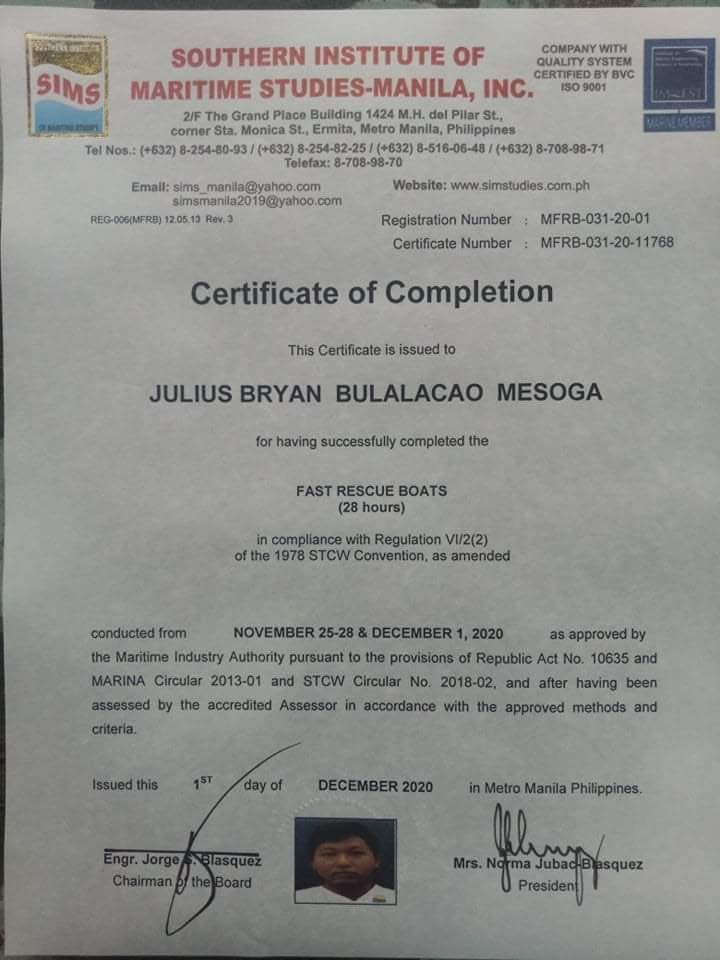 SOUTHERN INSTITUTE
SIMS
OF MARITIME STUDIES
SOUTHERN INSTITUTE OF
MARITIME STUDIES-MANILA, INC.
COMPANY WITH
QUALITY SYSTEM
CERTIFIED BY BVC
ISO 9001
MARINE MEMBER
2/F The Grand Place Building 1424 M.H. del Pilar St.,
corner Sta. Monica St., Ermita, Metro Manila, Philippines
Tel Nos.: (+632) 8-254-80-93 / (+632) 8-254-82-25 / (+632) 8-516-06-48 / (+632) 8-708-98-71
Telefax: 8-708-98-70
Email: sims_manila@yahoo.com
simsmanila2019@yahoo.com
Website: www.simstudies.com.ph
REG-006(MFRB) 12.05.13 Rev. 3
Registration Number : MFRB-031-20-01
Certificate Number : MFRB-031-20-11768
Certificate of Completion
This Certificate is issued to
JULIUS BRYAN BULALACAO MESOGA
for having successfully completed the
FAST RESCUE BOATS
(28 hours)
in compliance with Regulation VI/2(2)
of the 1978 STCW Convention, as amended
conducted from NOVEMBER 25-28 & DECEMBER 1, 2020 as approved by
the Maritime Industry Authority pursuant to the provisions of Republic Act No. 10635 and
MARINA Circular 2013-01 and STCW Circular No. 2018-02, and after having been
assessed by the accredited Assessor in accordance with the approved methods and
criteria.
Issued this 1ST day of DECEMBER 2020 in Metro Manila Philippines.
Engr. Jorge S. Blasquez
Chairman of the Board
Mrs. Norma Jubac-Blasquez
President